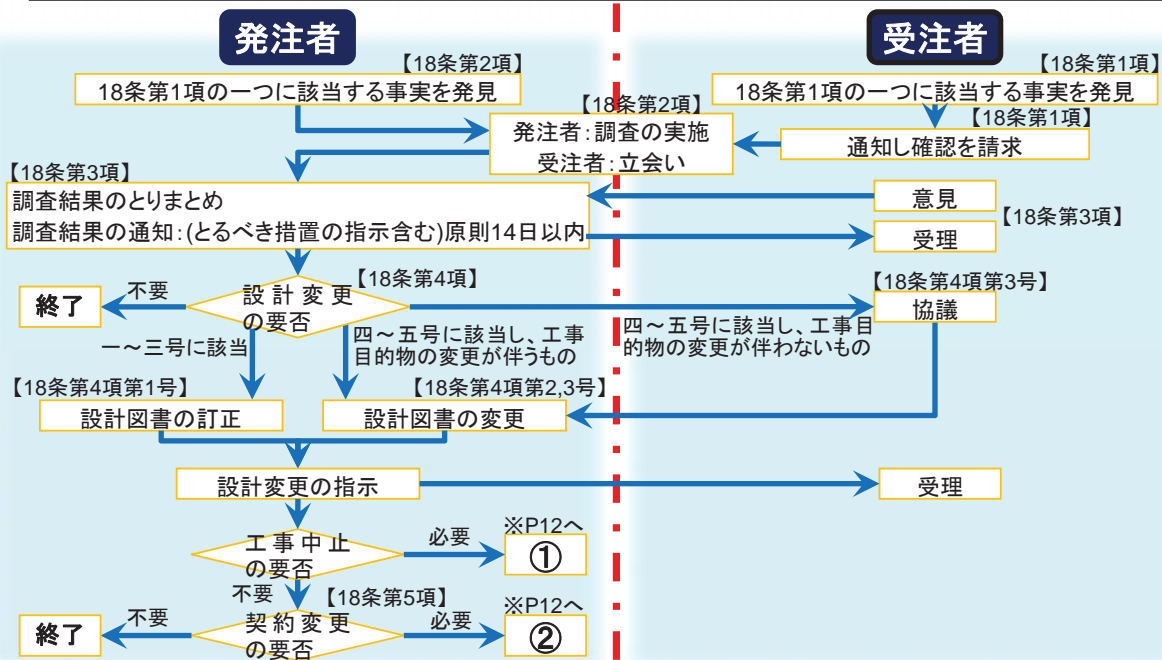 発注者
受注者
【18条第2項】
18条第1項の一つに該当する事実を発見
【18条第1項】
18条第1項の一つに該当する事実を発見
【18条第2項】
発注者：調査の実施
受注者：立会い
【18条第1項】
通知し確認を請求
【18条第3項】
調査結果のとりまとめ
調査結果の通知：(とるべき措置の指示含む)原則14日以内
意見
【18条第3項】
受理
【18条第4項】
設計変更
の要否
不要
終了
【18条第4項第3号】
協議
一～三号に該当
四～五号に該当し、工事
目的物の変更が伴うもの
四～五号に該当し、工事目
的物の変更が伴わないもの
【18条第4項第1号】
設計図書の訂正
【18条第4項第2,3号】
設計図書の変更
設計変更の指示
受理
工事中止
の要否
必要
※P12へ
①
不要
【18条第5項】
契約変更
の要否
不要
終了
必要
※P12へ
②